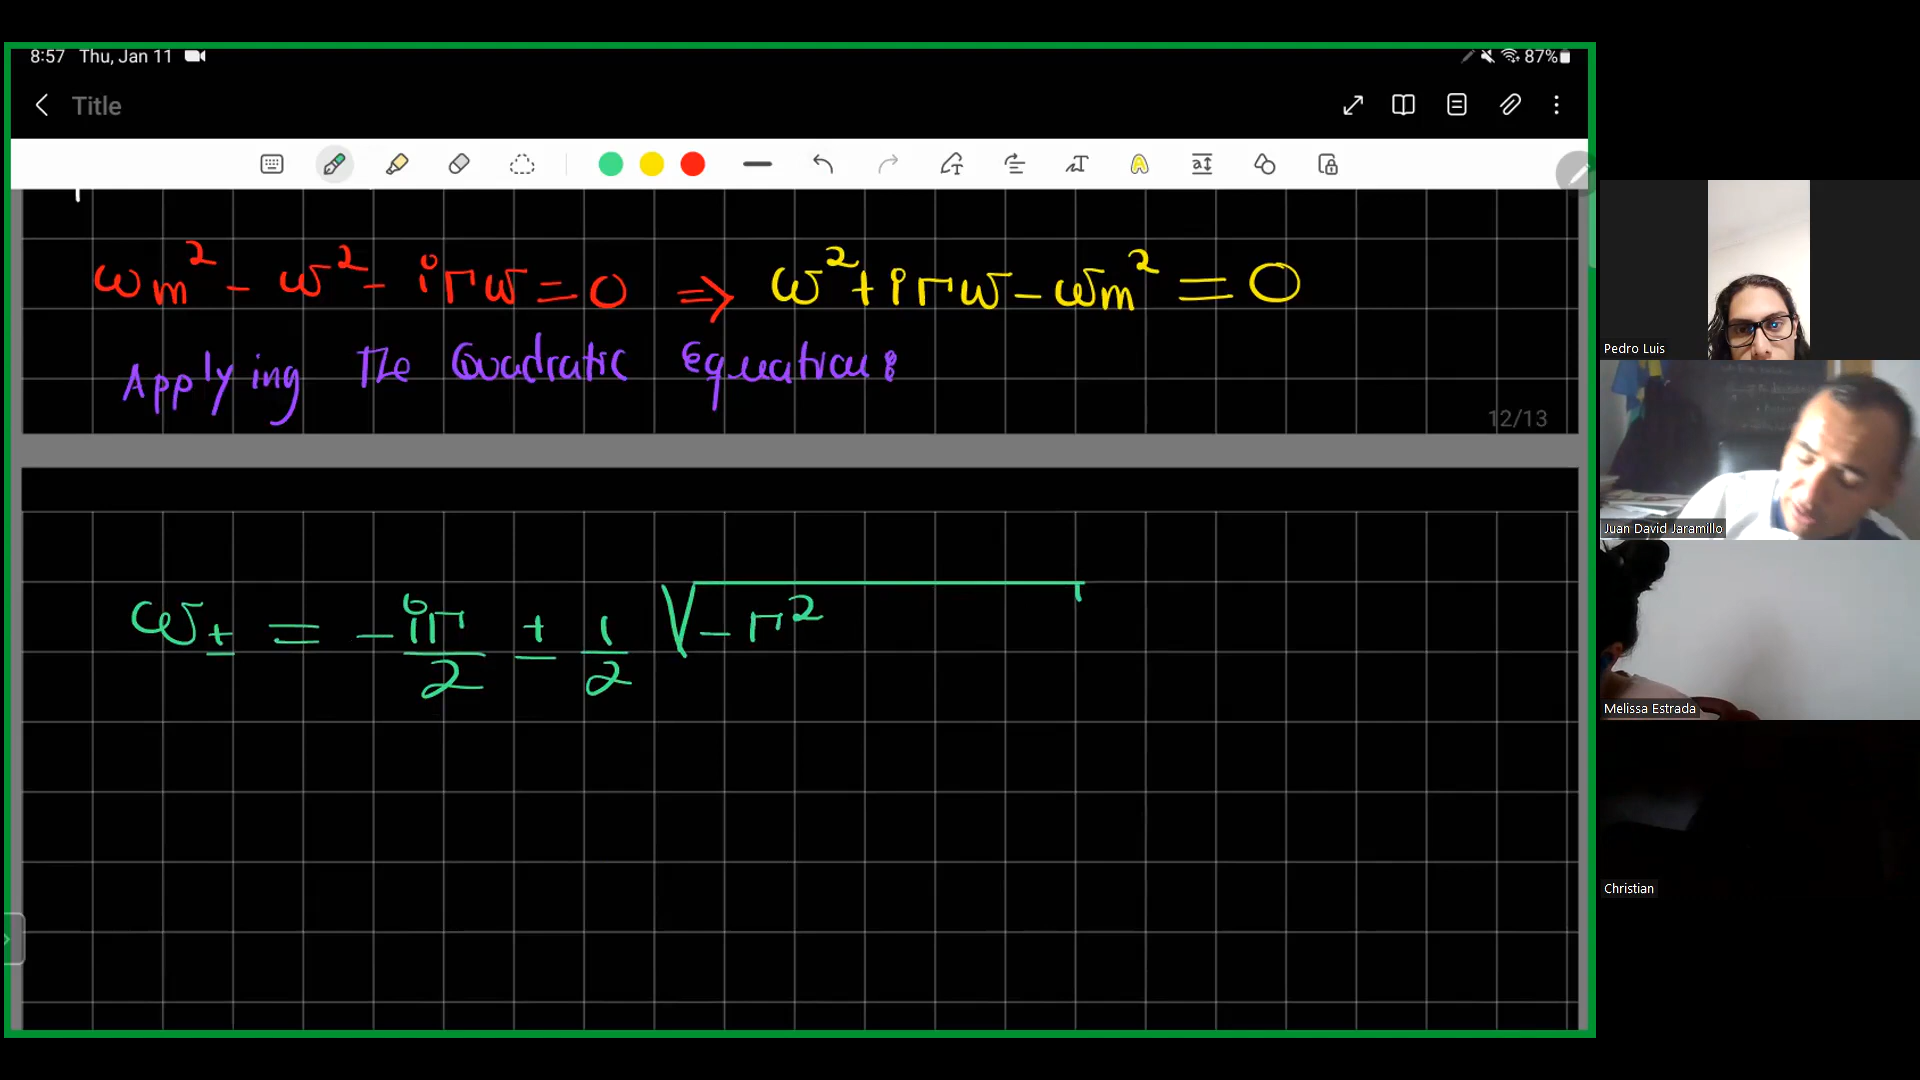 8:57 Thu, Jan 11 87%
Title
ωm² - ω² - iΓω = 0 ⇒ ω² + iΓω - ωm² = 0
Applying The Quadratic Equation:
12/13
ω± = -iΓ/2 ± 1/2 √-Γ²
Pedro Luis
Juan David Jaramillo
Melissa Estrada
Christian